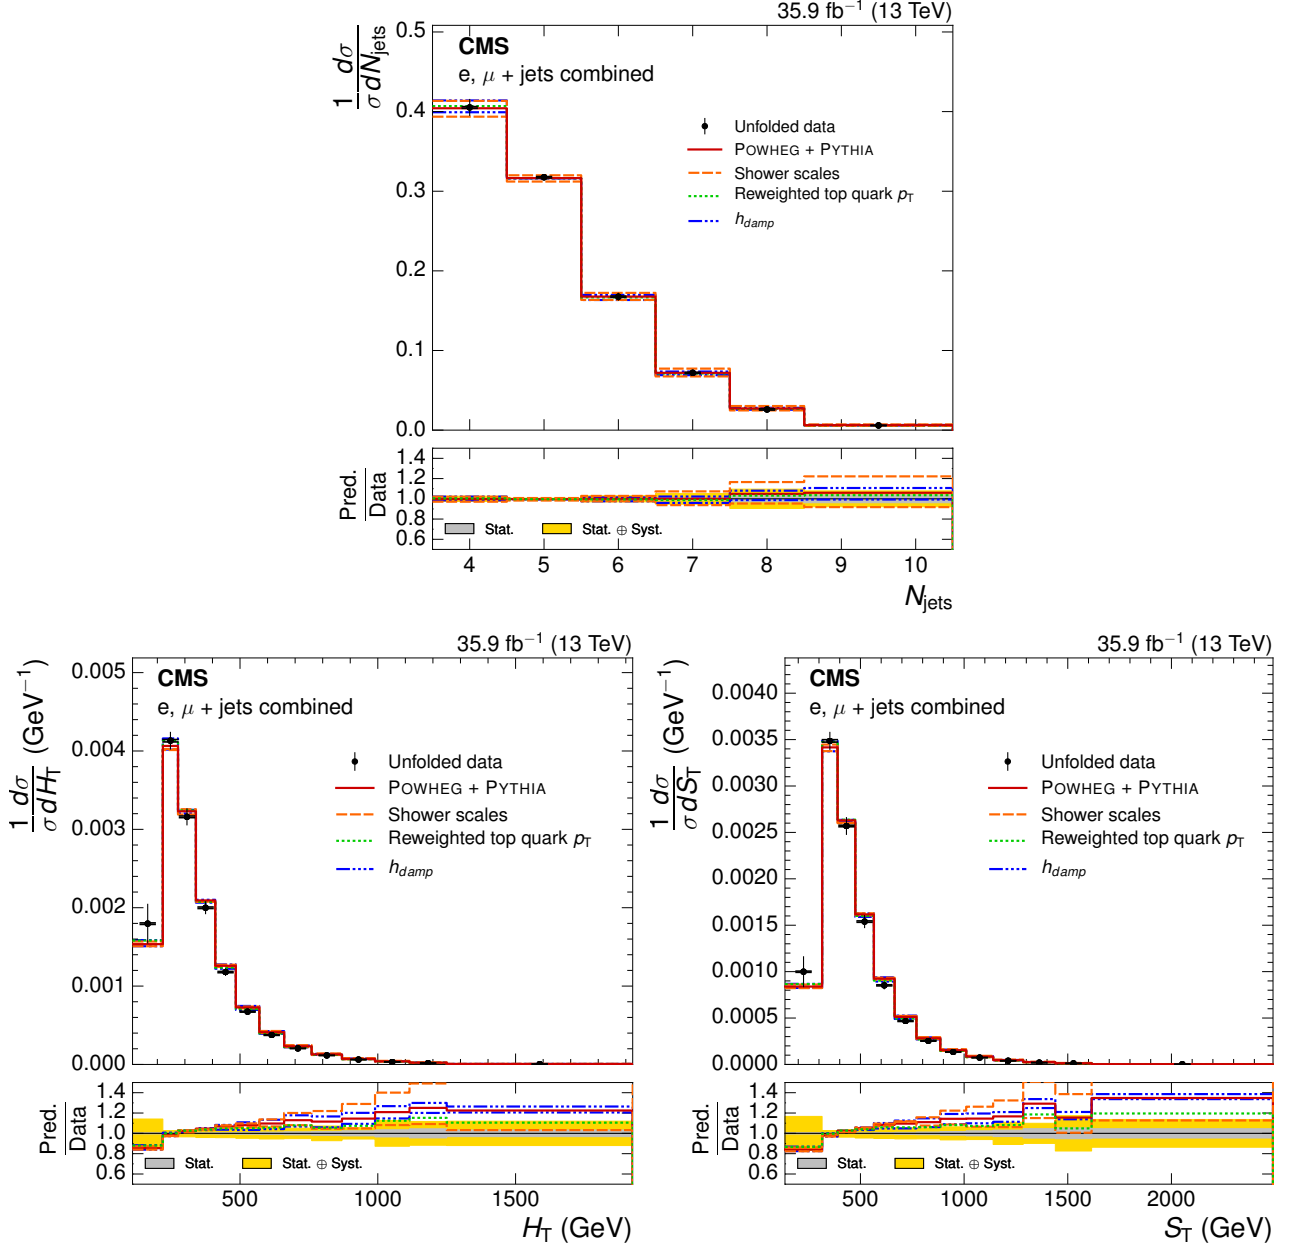 35.9 fb⁻¹ (13 TeV)
CMS
e, μ + jets combined
1/σ dσ/dN_jets
0.5
0.4
0.3
0.2
0.1
0.0
Unfolded data
POWHEG + PYTHIA
Shower scales
Reweighted top quark p_T
h_damp
Pred./Data
1.4
1.2
1.0
0.8
0.6
Stat.
Stat. ⊕ Syst.
4 5 6 7 8 9 10
N_jets
35.9 fb⁻¹ (13 TeV)
CMS
e, μ + jets combined
1/σ dσ/dH_T (GeV⁻¹)
0.005
0.004
0.003
0.002
0.001
0.000
Unfolded data
POWHEG + PYTHIA
Shower scales
Reweighted top quark p_T
h_damp
Pred./Data
1.4
1.2
1.0
0.8
0.6
Stat.
Stat. ⊕ Syst.
500 1000 1500
H_T (GeV)
35.9 fb⁻¹ (13 TeV)
CMS
e, μ + jets combined
1/σ dσ/dS_T (GeV⁻¹)
0.0040
0.0035
0.0030
0.0025
0.0020
0.0015
0.0010
0.0005
0.0000
Unfolded data
POWHEG + PYTHIA
Shower scales
Reweighted top quark p_T
h_damp
Pred./Data
1.4
1.2
1.0
0.8
0.6
Stat.
Stat. ⊕ Syst.
500 1000 1500 2000
S_T (GeV)